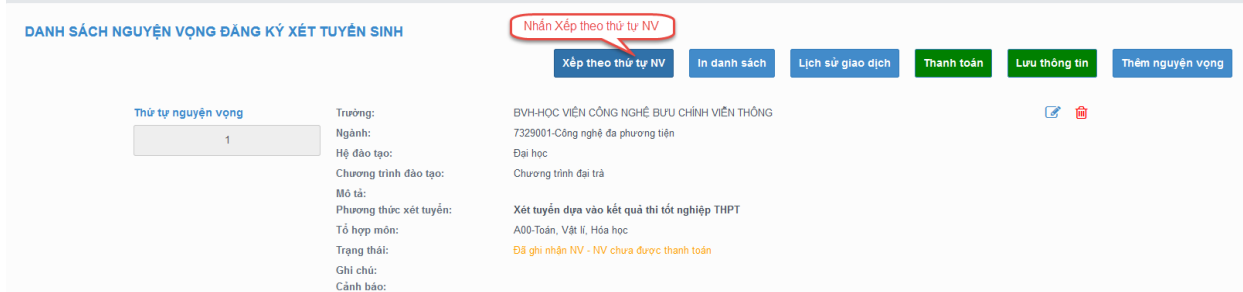 Nhấn Xếp theo thứ tự NV
DANH SÁCH NGUYỆN VỌNG ĐĂNG KÝ XÉT TUYỂN SINH
Xếp theo thứ tự NV In danh sách Lịch sử giao dịch Thanh toán Lưu thông tin Thêm nguyện vọng
Thứ tự nguyện vọng
1
Trường: BVH-HỌC VIỆN CÔNG NGHỆ BƯU CHÍNH VIỄN THÔNG
Ngành: 7329001-Công nghệ đa phương tiện
Hệ đào tạo: Đại học
Chương trình đào tạo: Chương trình đại trà
Mô tả:
Phương thức xét tuyển: Xét tuyển dựa vào kết quả thi tốt nghiệp THPT
Tổ hợp môn: A00-Toán, Vật lí, Hóa học
Trạng thái: Đã ghi nhận NV - NV chưa được thanh toán
Ghi chú:
Cảnh báo: